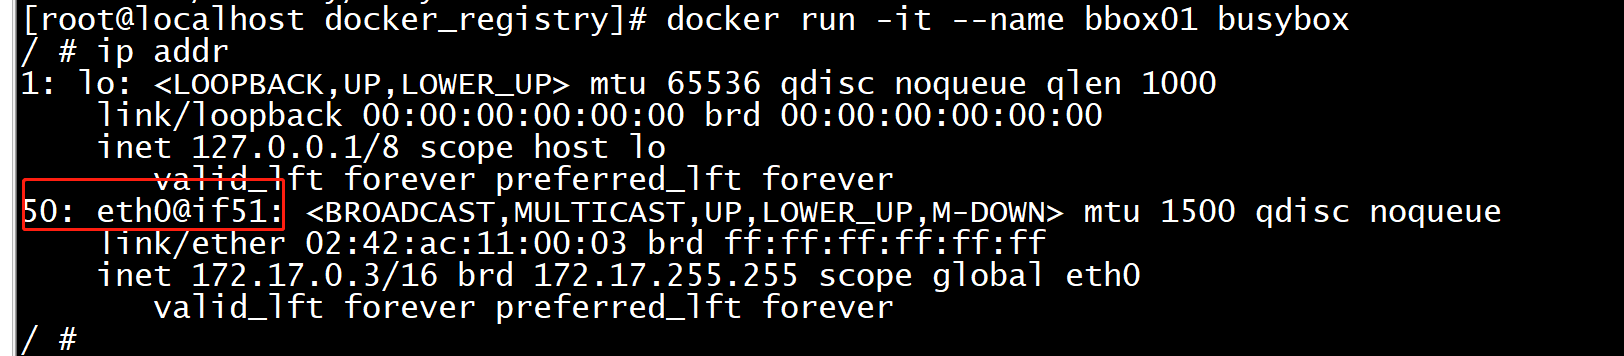 [root@localhost docker_registry]# docker run -it --name bbox01 busybox
/ # ip addr
1: lo: <LOOPBACK,UP,LOWER_UP> mtu 65536 qdisc noqueue qlen 1000
    link/loopback 00:00:00:00:00:00 brd 00:00:00:00:00:00
    inet 127.0.0.1/8 scope host lo
       valid_lft forever preferred_lft forever
50: eth0@if51: <BROADCAST,MULTICAST,UP,LOWER_UP,M-DOWN> mtu 1500 qdisc noqueue
    link/ether 02:42:ac:11:00:03 brd ff:ff:ff:ff:ff:ff
    inet 172.17.0.3/16 brd 172.17.255.255 scope global eth0
       valid_lft forever preferred_lft forever
/ #